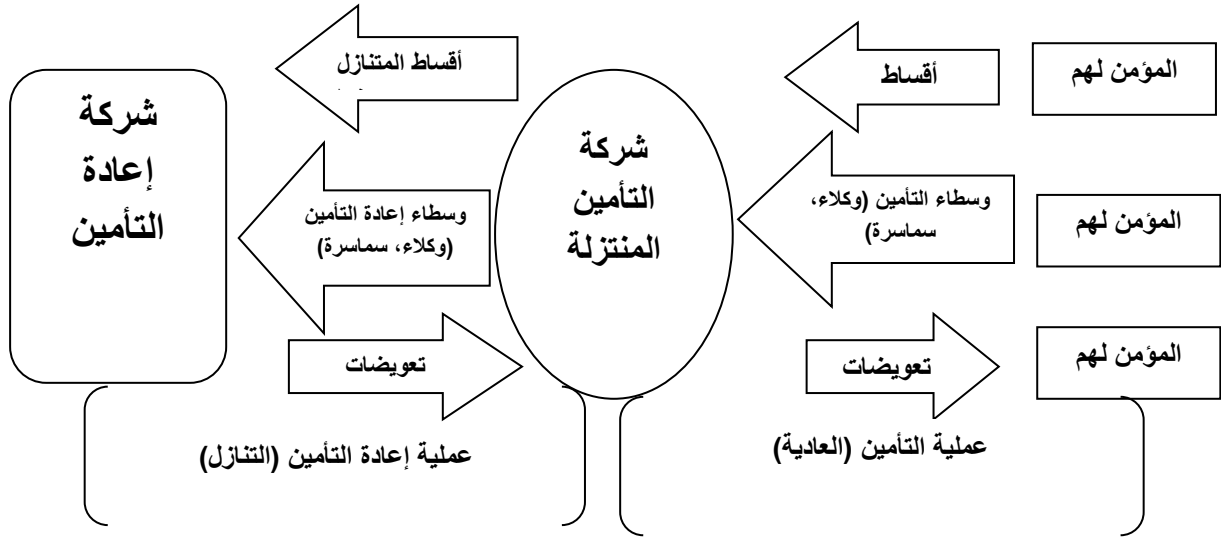 المؤمن لهم
أقساط
أقساط المتنازل
شركة
إعادة
التأمين
شركة
التأمين
المنتزلة
وسطاء التأمين (وكلاء،
سماسرة)
المؤمن لهم
وسطاء إعادة التأمين
(وكلاء، سماسرة)
المؤمن لهم
تعويضات
تعويضات
عملية التأمين (العادية)
عملية إعادة التأمين (التنازل)